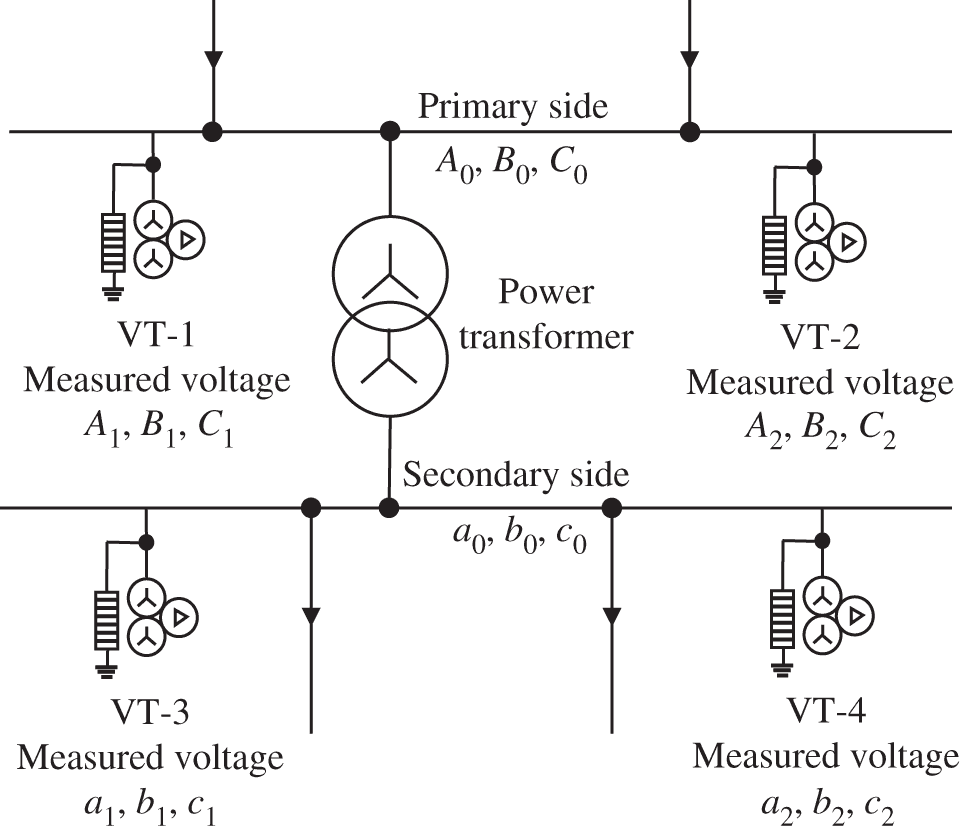 Primary side
A₀, B₀, C₀
Power
transformer
VT-1
Measured voltage
A₁, B₁, C₁
VT-2
Measured voltage
A₂, B₂, C₂
Secondary side
a₀, b₀, c₀
VT-3
Measured voltage
a₁, b₁, c₁
VT-4
Measured voltage
a₂, b₂, c₂